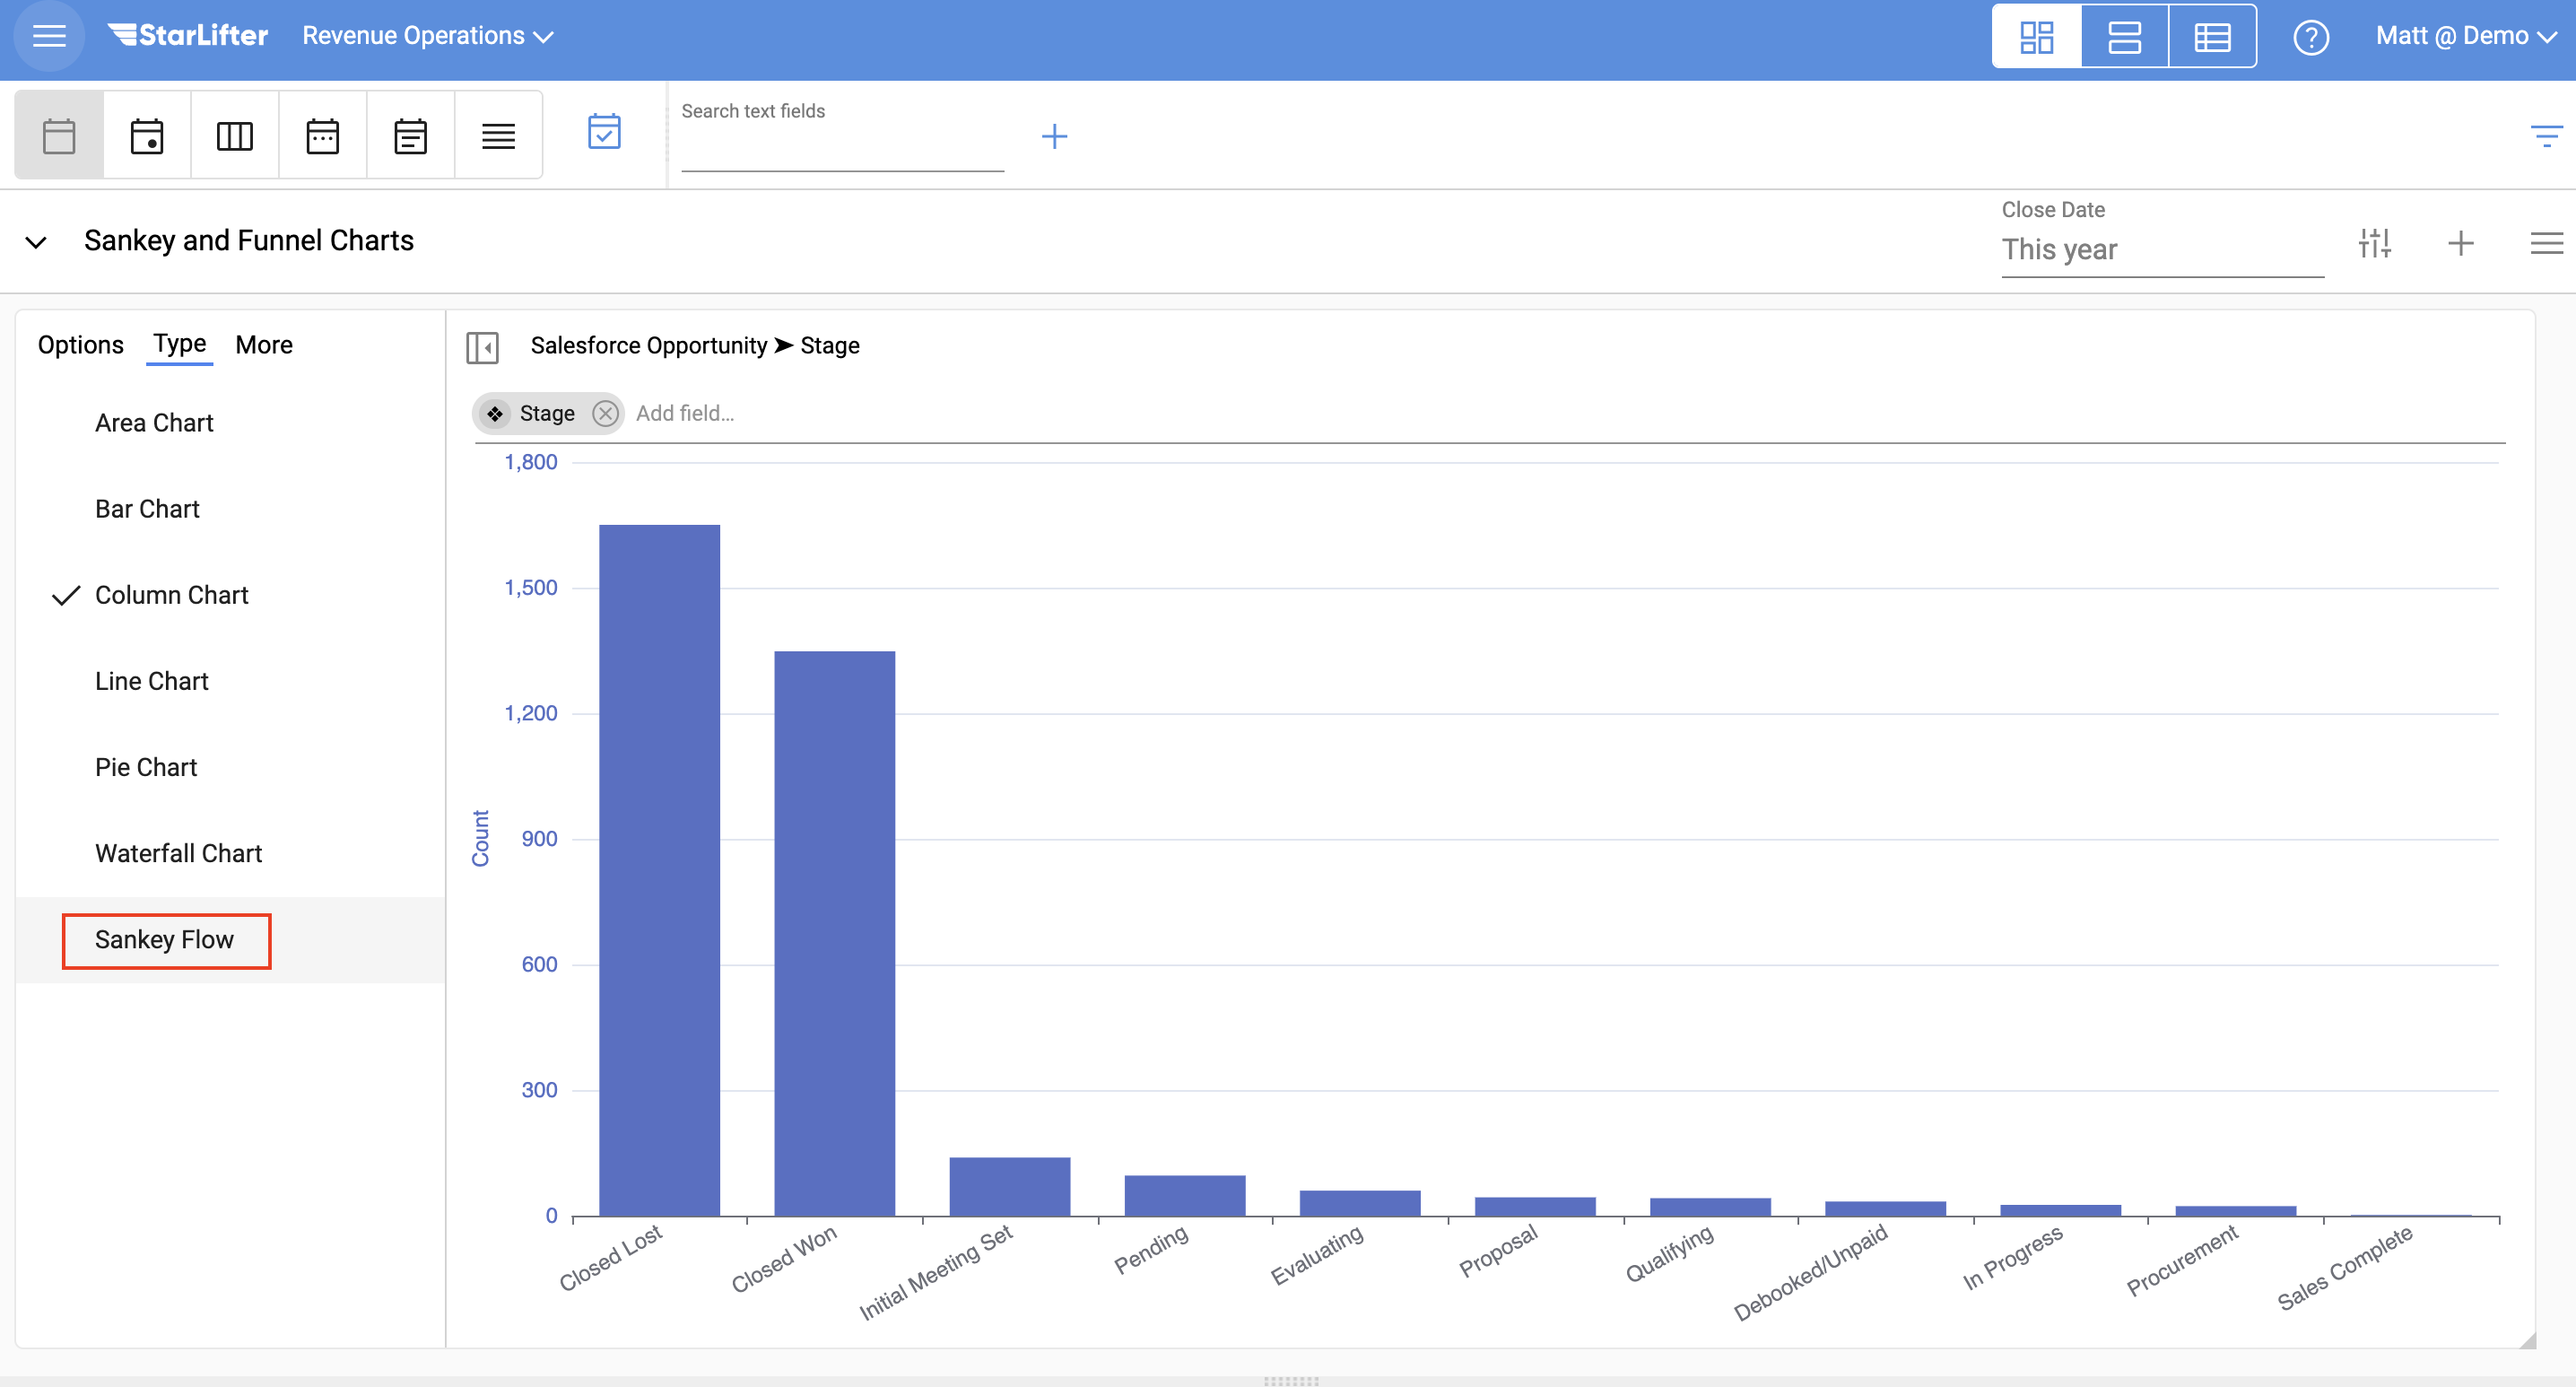 StarLifter
Revenue Operations
Matt @ Demo
Search text fields
Sankey and Funnel Charts
Close Date
This year
Options Type More
Area Chart
Bar Chart
Column Chart
Line Chart
Pie Chart
Waterfall Chart
Sankey Flow
Salesforce Opportunity ➤ Stage
Stage
Add field...
1,800
1,500
1,200
900
600
300
0
Count
Closed Lost
Closed Won
Initial Meeting Set
Pending
Evaluating
Proposal
Qualifying
Debooked/Unpaid
In Progress
Procurement
Sales Complete